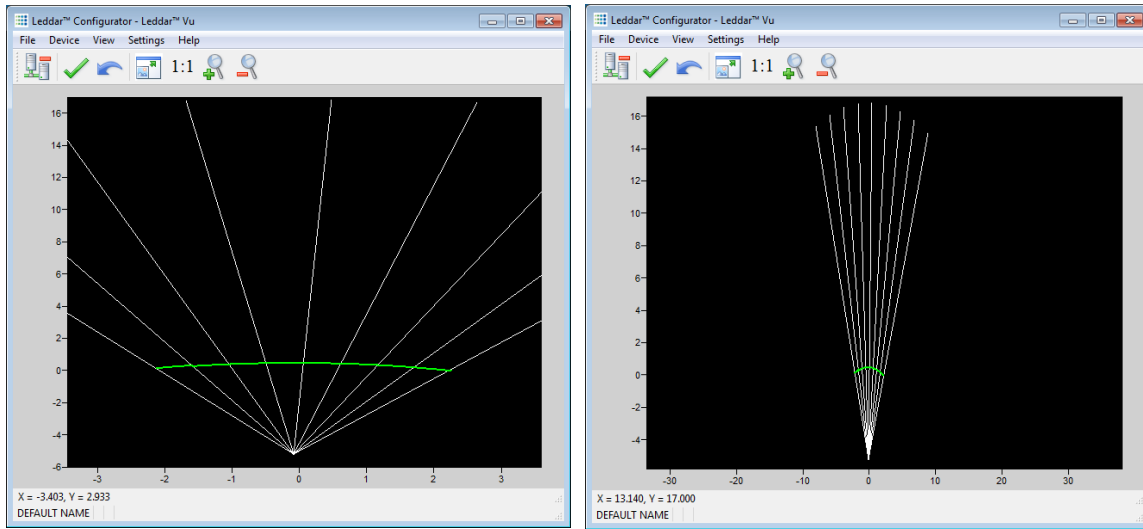 Leddar™ Configurator - Leddar™ Vu
File Device View Settings Help
1:1
16
14
12
10
8
6
4
2
0
-2
-4
-6
-3 -2 -1 0 1 2 3
X = -3.403, Y = 2.933
DEFAULT NAME
Leddar™ Configurator - Leddar™ Vu
File Device View Settings Help
1:1
16
14
12
10
8
6
4
2
0
-2
-4
-30 -20 -10 0 10 20 30
X = 13.140, Y = 17.000
DEFAULT NAME